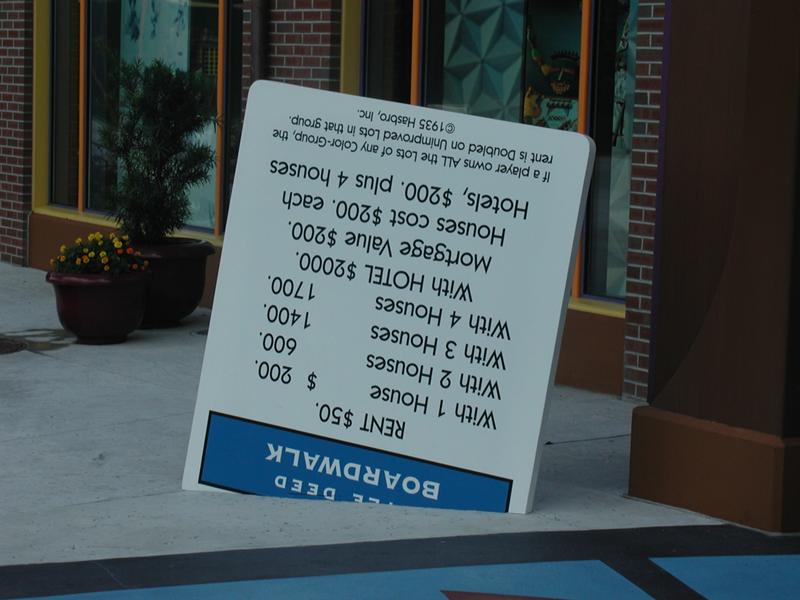 DEED
BOARDWALK
RENT $50.
With 1 House $ 200.
With 2 Houses 600.
With 3 Houses 1400.
With 4 Houses 1700.
With HOTEL $2000.
Mortgage Value $200.
Houses cost $200. each
Hotels, $200. plus 4 houses
If a player owns ALL the Lots of any Color-Group, the
rent is Doubled on Unimproved Lots in that group.
©1935 Hasbro, Inc.